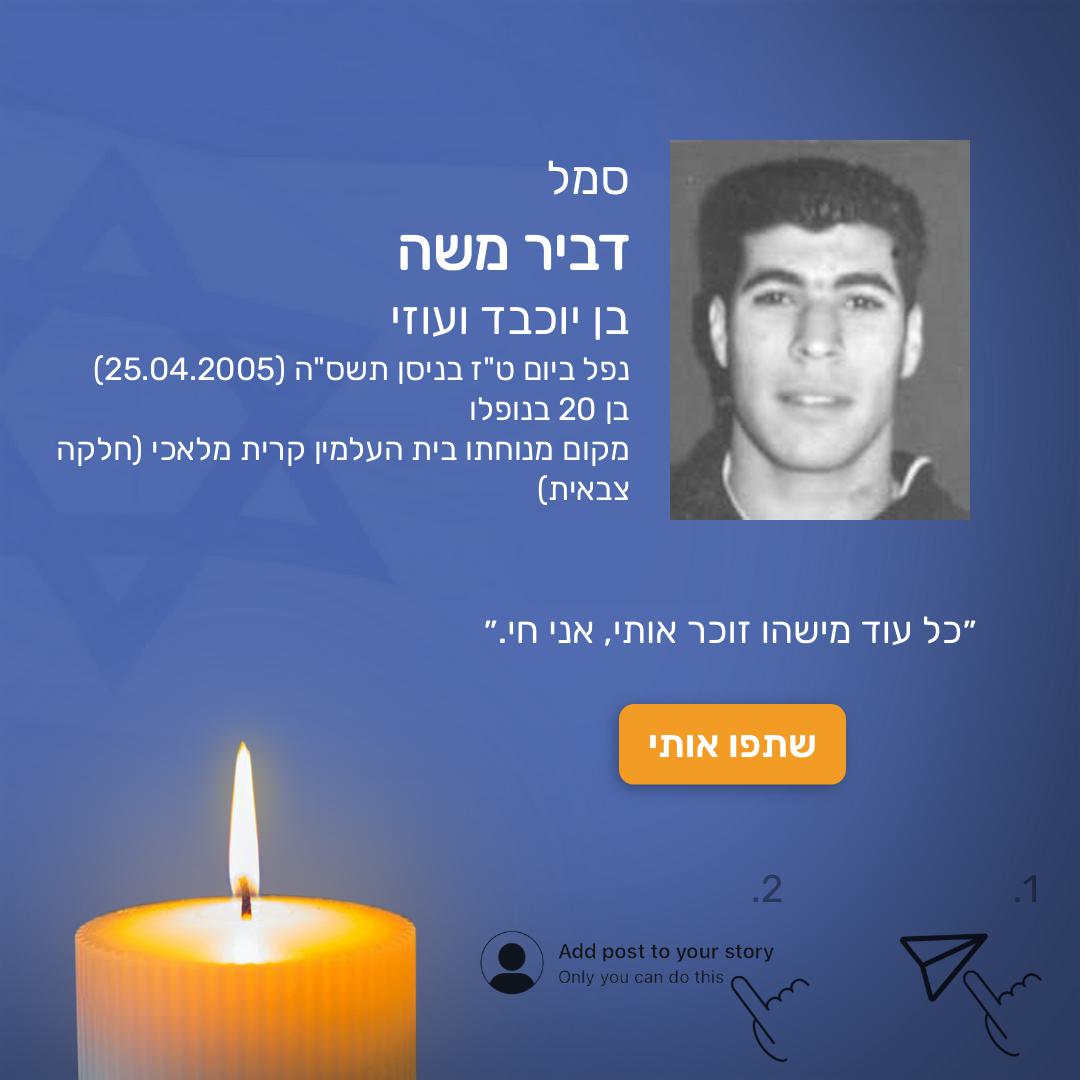 סמל
דביר משה
בן יוכבד ועוזי
נפל ביום ט"ז בניסן תשס"ה (25.04.2005)
בן 20 בנופלו
מקום מנוחתו בית העלמין קרית מלאכי (חלקה
צבאית)
״כל עוד מישהו זוכר אותי, אני חי.״
שתפו אותי
1.
2.
Add post to your story
Only you can do this